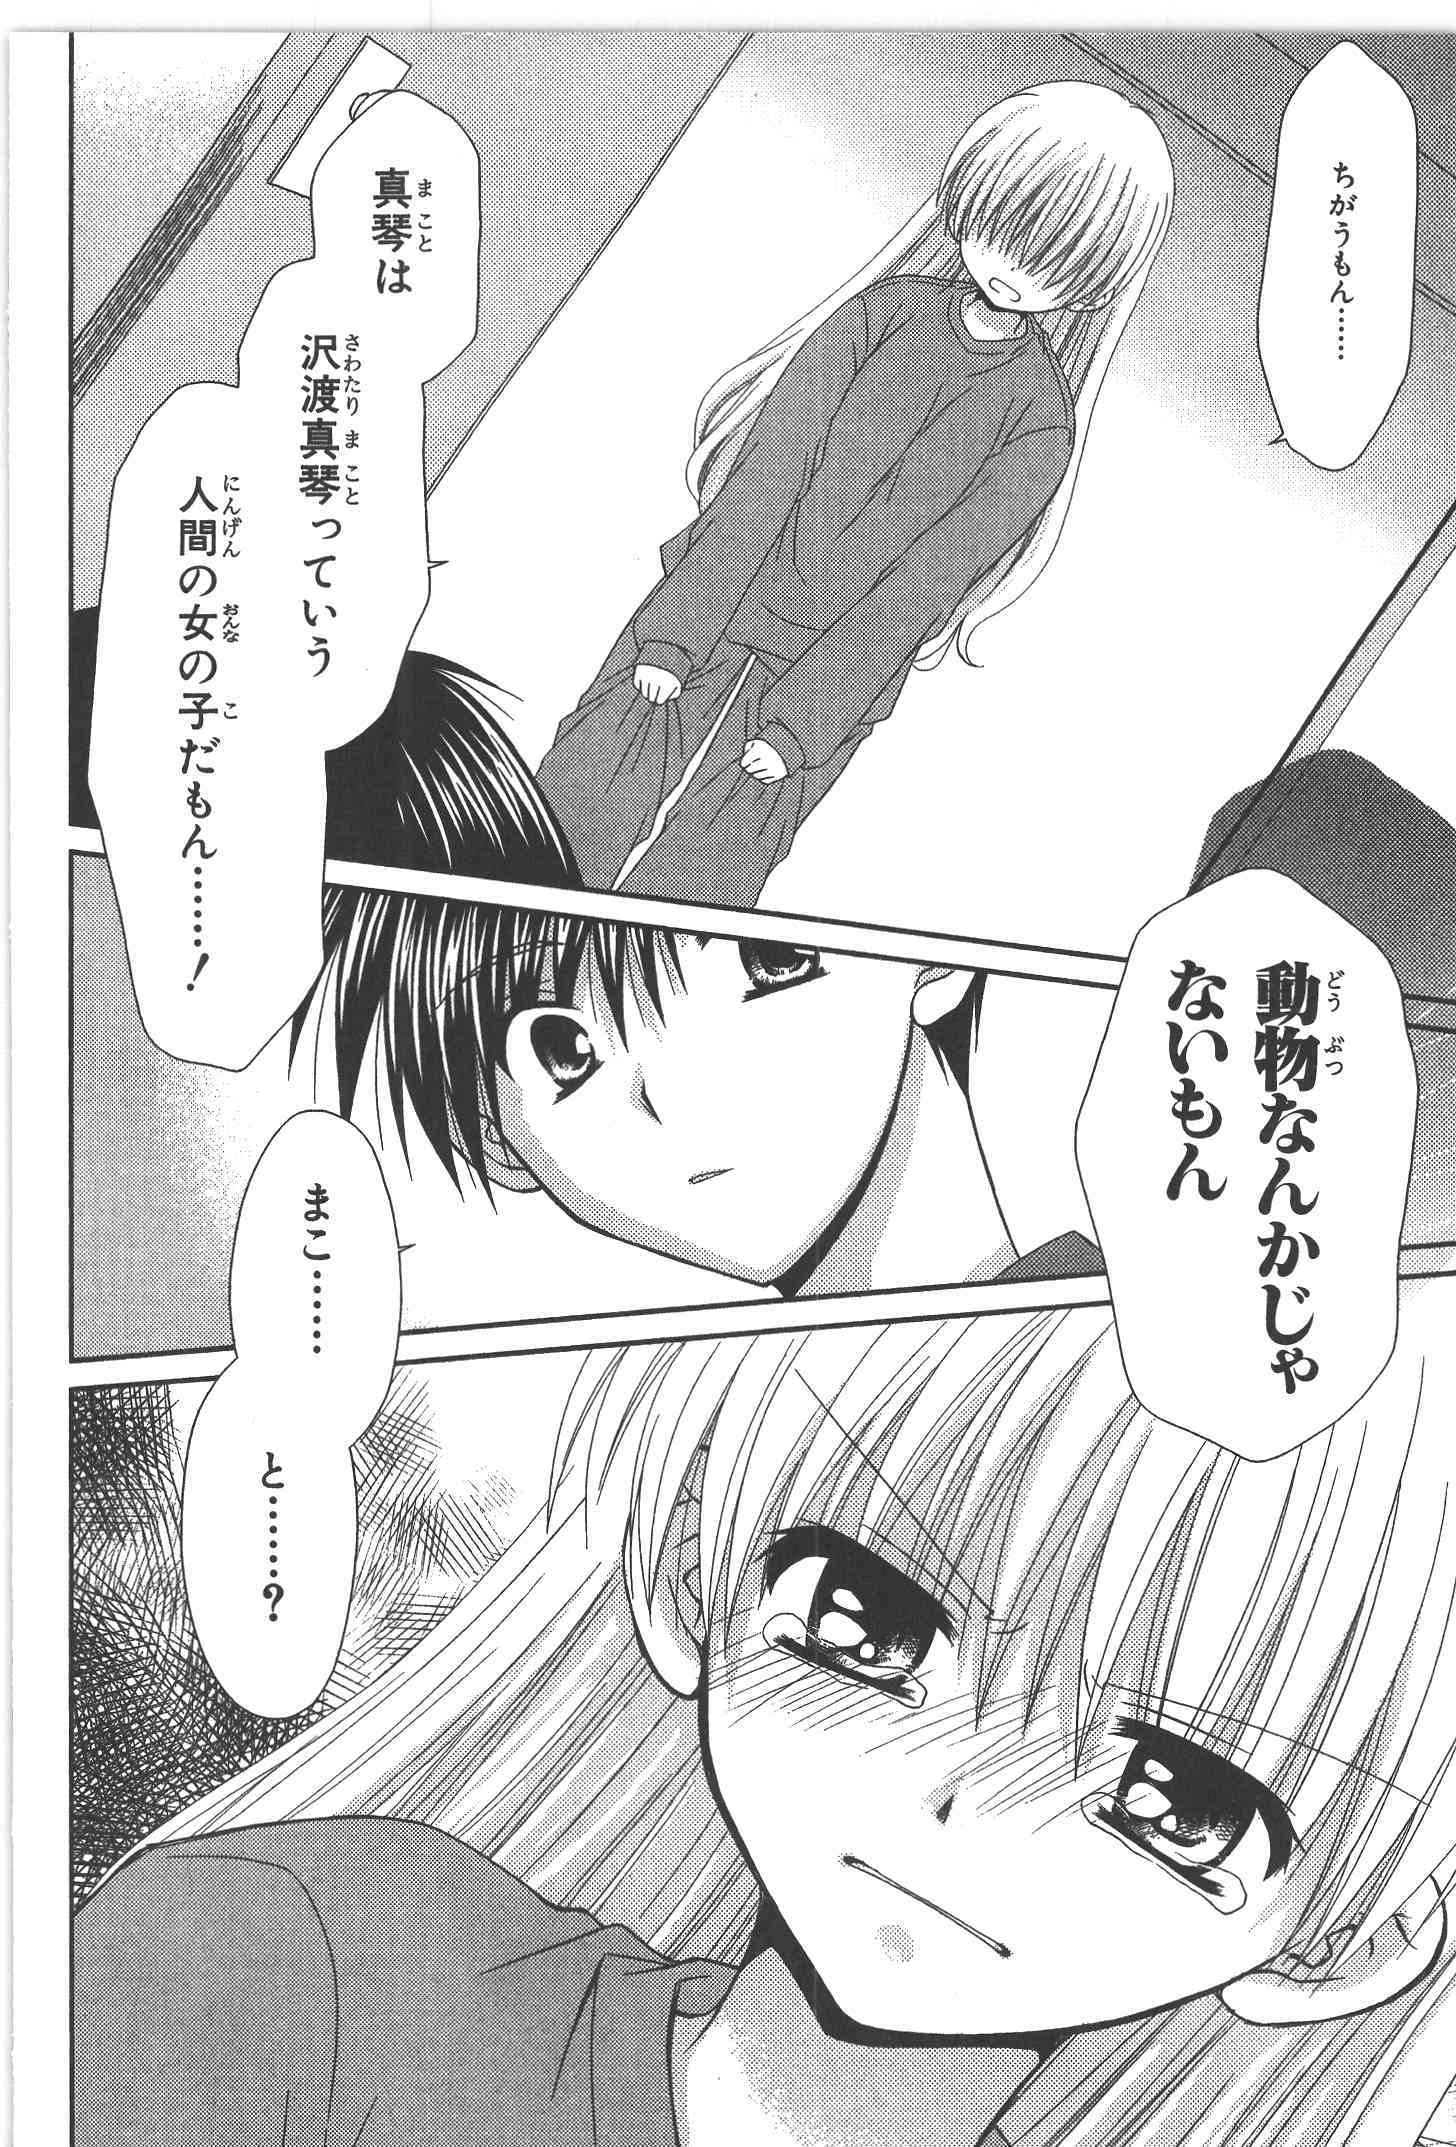 ちがうもん……
動物なんかじゃ
ないもん
真琴は
沢渡真琴っていう
人間の女の子だもん……！
まこ……
と……？